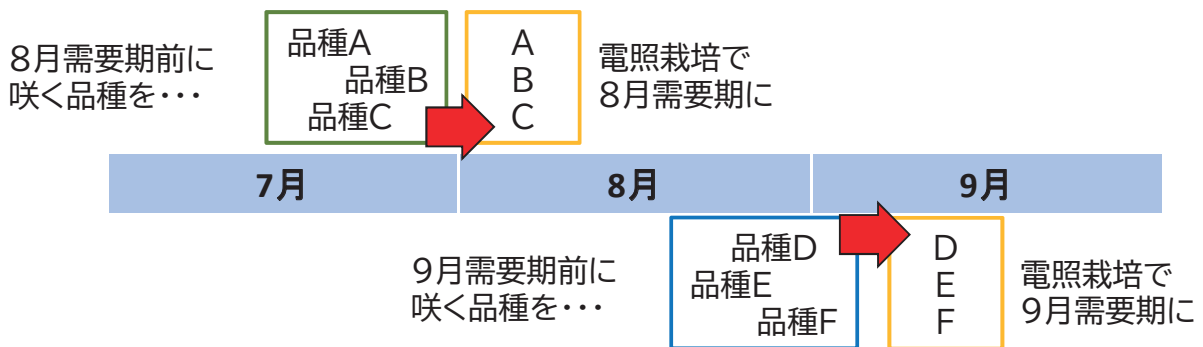 8月需要期前に
咲く品種を・・・
品種A
品種B
品種C
A
B
C
電照栽培で
8月需要期に
7月
8月
9月
9月需要期前に
咲く品種を・・・
品種D
品種E
品種F
D
E
F
電照栽培で
9月需要期に